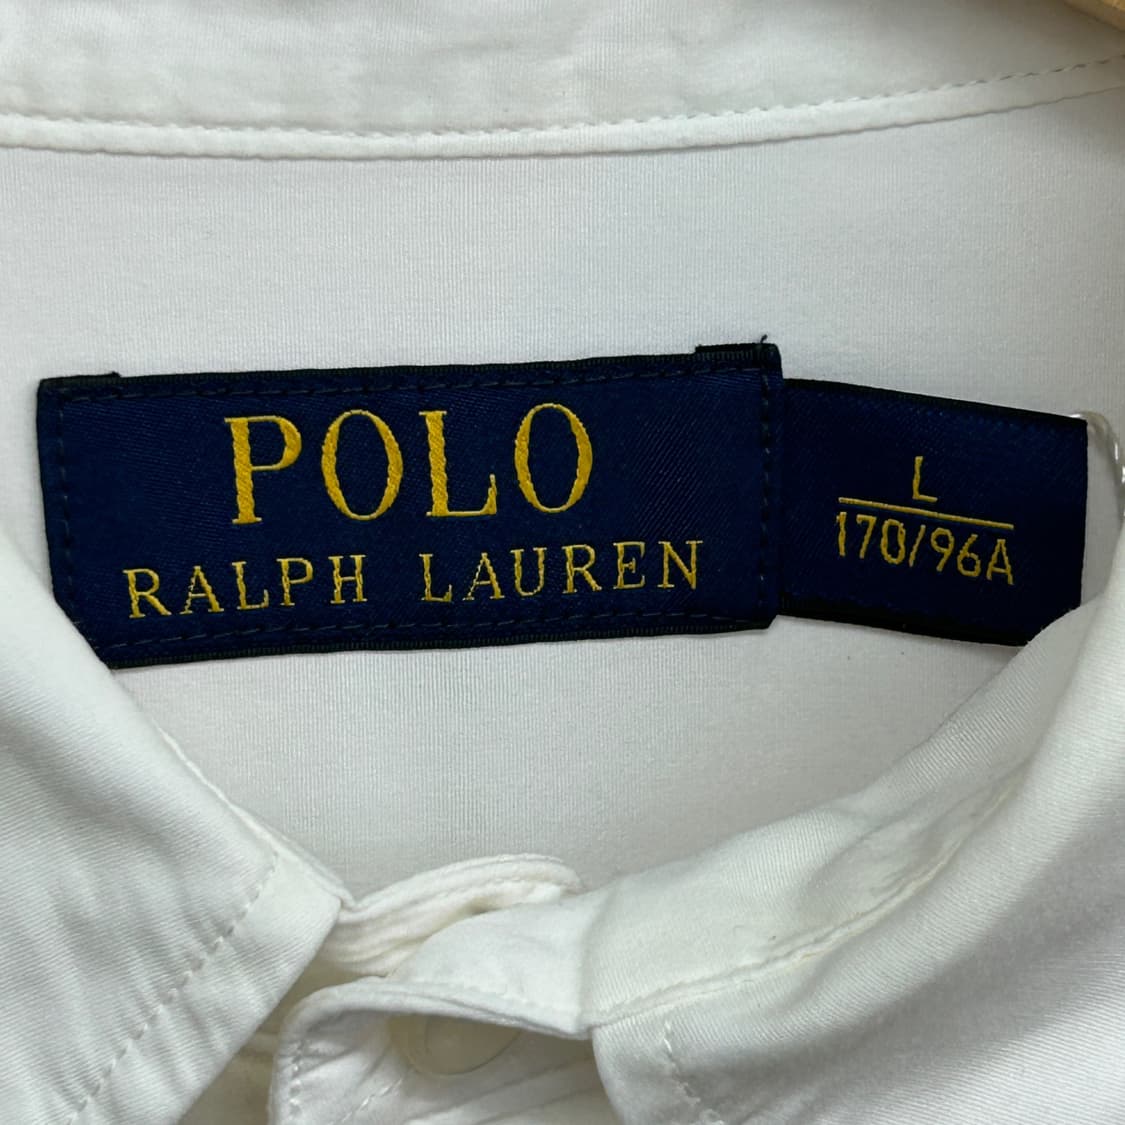 POLO
RALPH LAUREN
L
170/96A